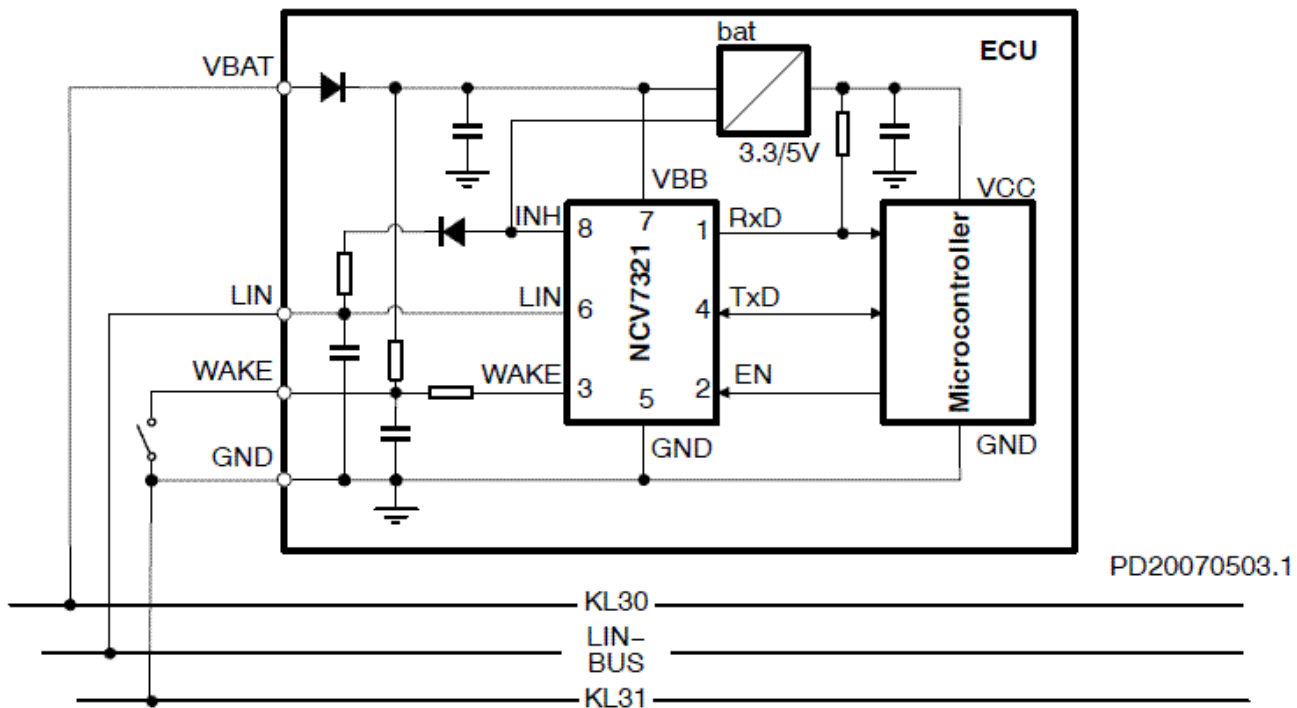 bat
ECU
VBAT
3.3/5V
VBB
VCC
INH
8
7
1
RxD
LIN
LIN
6
NCV7321
4
TxD
Microcontroller
WAKE
WAKE
3
5
2
EN
GND
GND
GND
PD20070503.1
KL30
LIN–
BUS
KL31